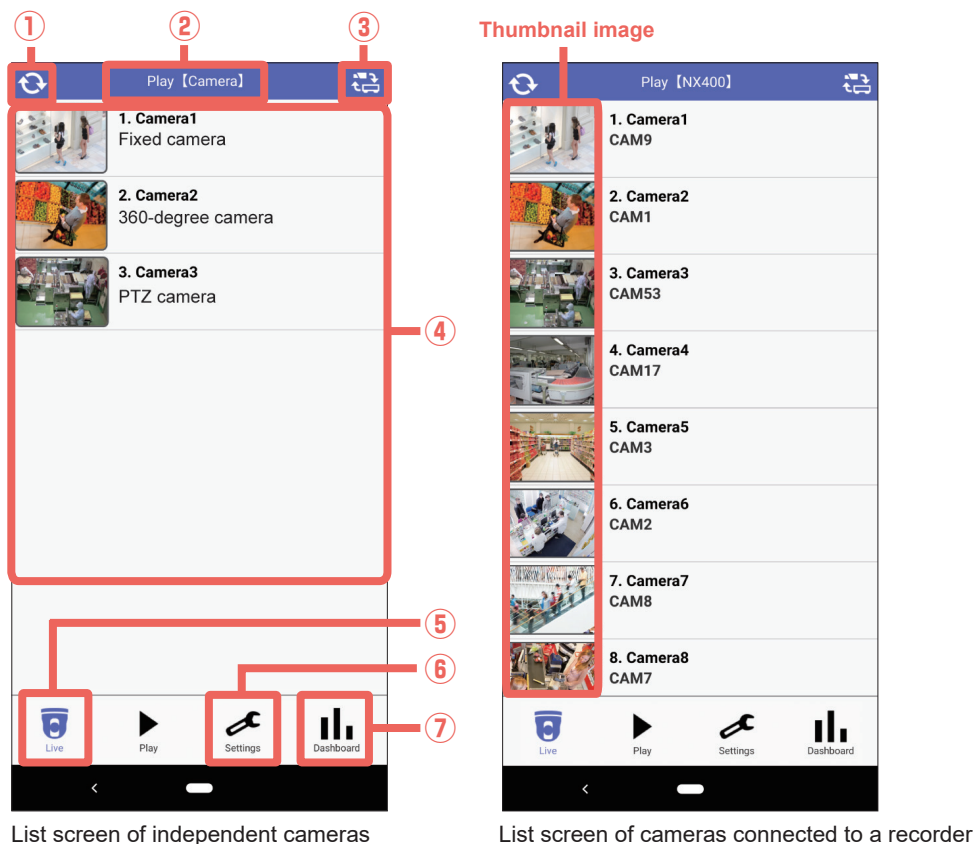 ① ② ③ Thumbnail image
Play【Camera】
1. Camera1
Fixed camera
2. Camera2
360-degree camera
3. Camera3
PTZ camera
④
⑤
⑥
⑦
Live Play Settings Dashboard
List screen of independent cameras
Play【NX400】
1. Camera1
CAM9
2. Camera2
CAM1
3. Camera3
CAM53
4. Camera4
CAM17
5. Camera5
CAM3
6. Camera6
CAM2
7. Camera7
CAM8
8. Camera8
CAM7
Live Play Settings Dashboard
List screen of cameras connected to a recorder